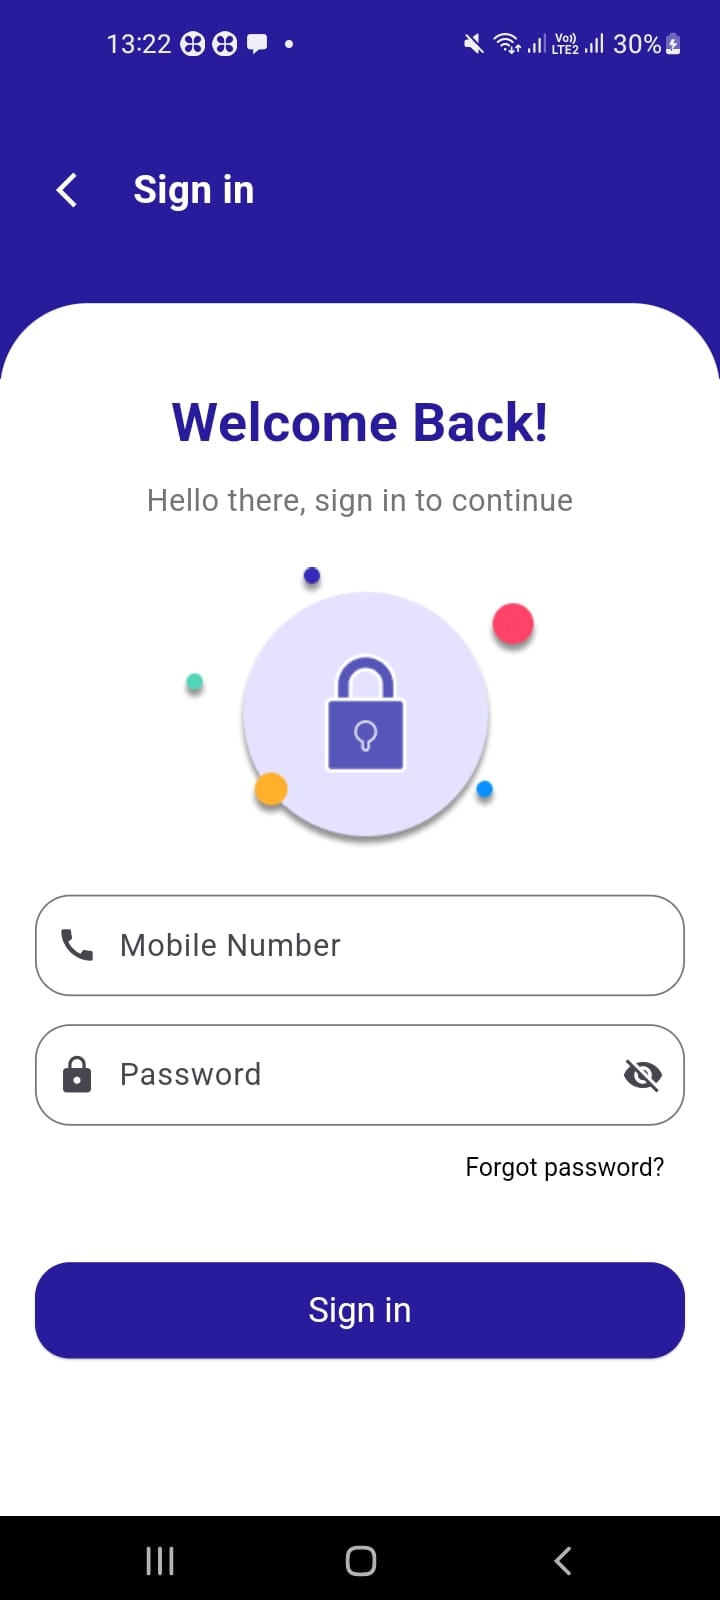 13:22 Vo)) LTE2 30%
Sign in
Welcome Back!
Hello there, sign in to continue
Mobile Number
Password
Forgot password?
Sign in